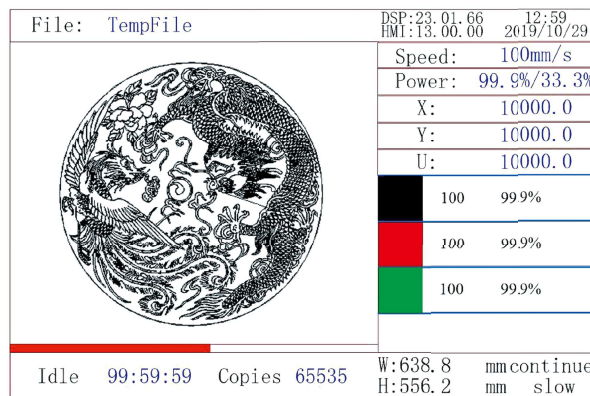 File: TempFile
DSP:23.01.66 12:59
HMI:13.00.00 2019/10/29
Speed: 100mm/s
Power: 99.9%/33.3%
X: 10000.0
Y: 10000.0
U: 10000.0
100 99.9%
100 99.9%
100 99.9%
Idle 99:59:59 Copies 65535
W:638.8 mm continue
H:556.2 mm slow